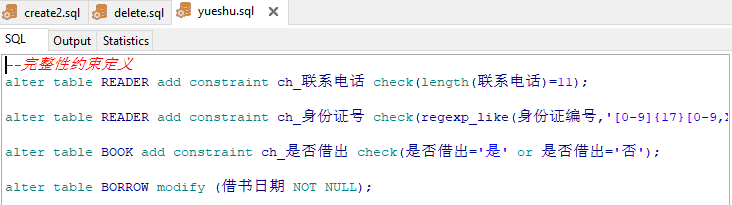 create2.sql delete.sql yueshu.sql
SQL Output Statistics
--完整性约束定义
alter table READER add constraint ch_联系电话 check(length(联系电话)=11);
alter table READER add constraint ch_身份证号 check(regexp_like(身份证编号,'[0-9]{17}[0-9,X
alter table BOOK add constraint ch_是否借出 check(是否借出='是' or 是否借出='否');
alter table BORROW modify (借书日期 NOT NULL);